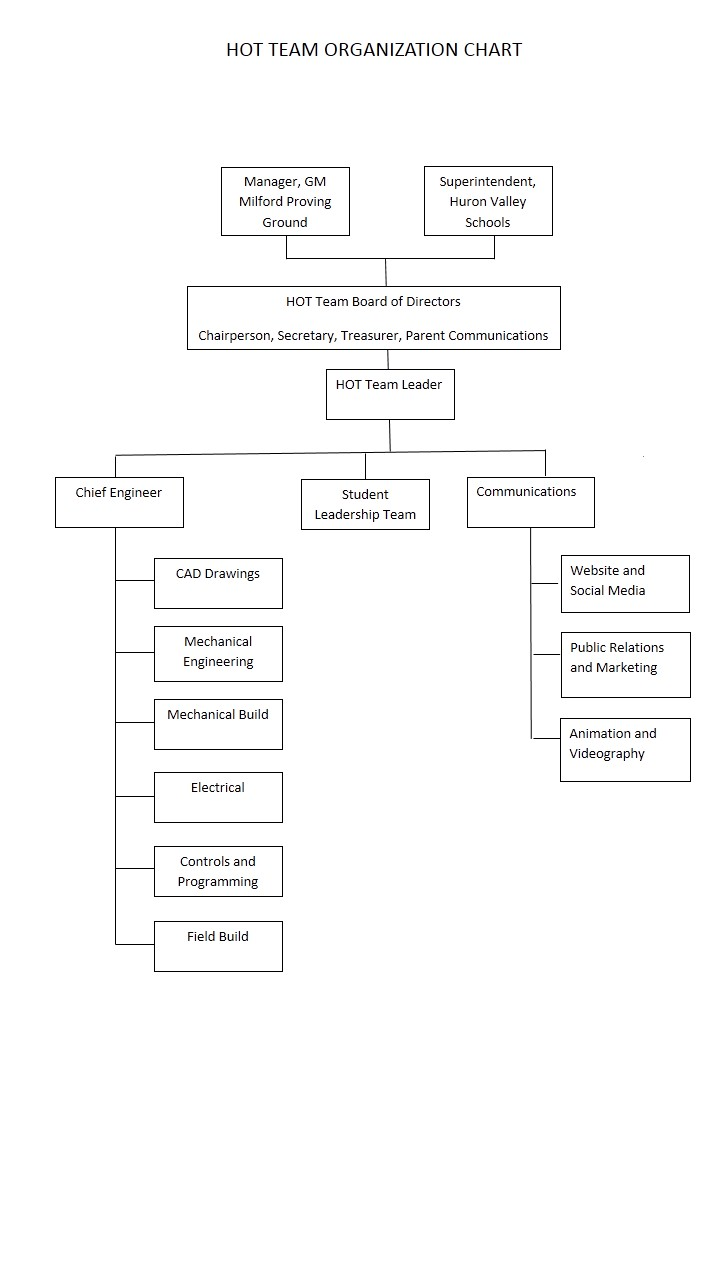 HOT TEAM ORGANIZATION CHART
Manager, GM
Milford Proving
Ground
Superintendent,
Huron Valley
Schools
HOT Team Board of Directors
Chairperson, Secretary, Treasurer, Parent Communications
HOT Team Leader
Chief Engineer
Student
Leadership Team
Communications
CAD Drawings
Mechanical
Engineering
Mechanical Build
Electrical
Controls and
Programming
Field Build
Website and
Social Media
Public Relations
and Marketing
Animation and
Videography